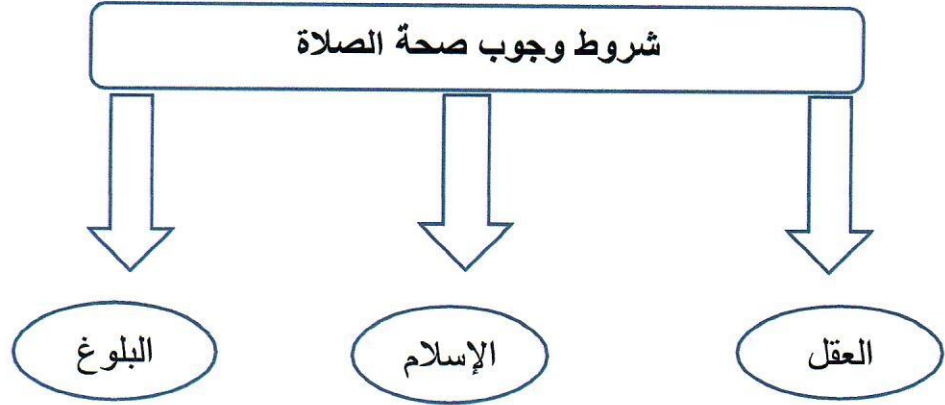 شروط وجوب صحة الصلاة
العقل
الإسلام
البلوغ